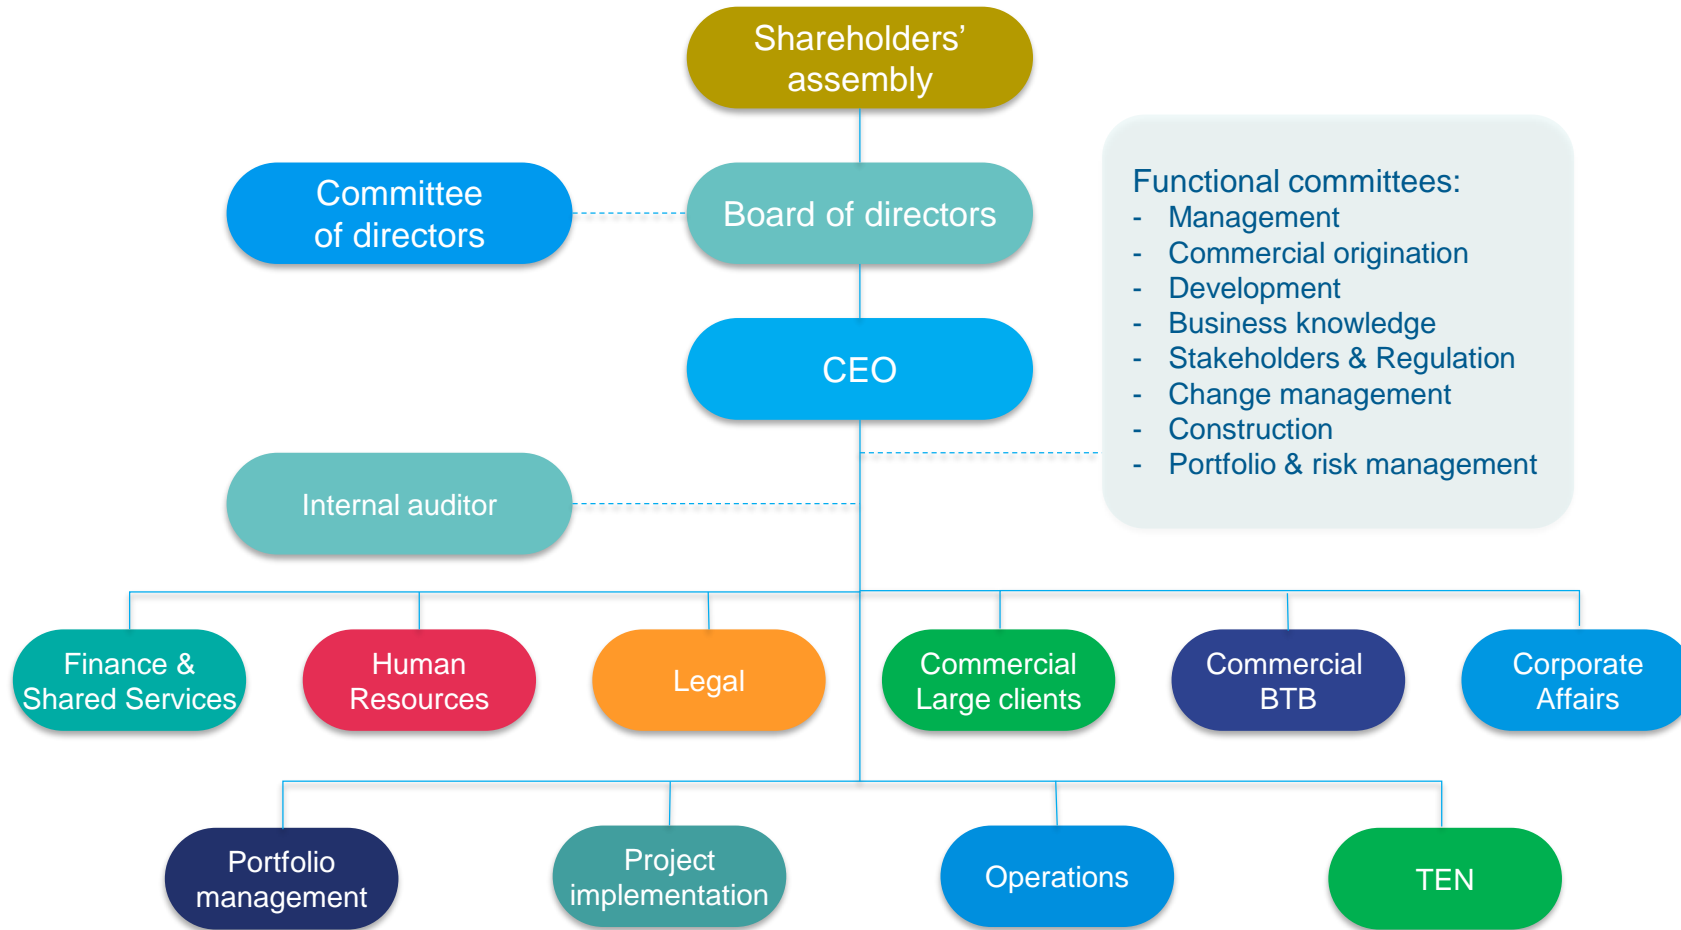 Shareholders’
assembly
Committee
of directors
Board of directors
Functional committees:
- Management
- Commercial origination
- Development
- Business knowledge
- Stakeholders & Regulation
- Change management
- Construction
- Portfolio & risk management
CEO
Internal auditor
Finance &
Shared Services
Human
Resources
Legal
Commercial
Large clients
Commercial
BTB
Corporate
Affairs
Portfolio
management
Project
implementation
Operations
TEN